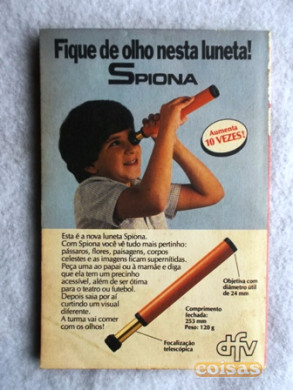 Fique de olho nesta luneta!
SPIONA
Aumenta
10 VEZES!
Esta é a nova luneta Spiona.
Com Spiona você vê tudo mais pertinho:
pássaros, flores, paisagens, corpos
celestes e as imagens ficam supernítidas.
Peça uma ao papai ou à mamãe e diga
que ela tem um precinho
acessível, além de ser ótima
para o teatro ou futebol.
Depois saia por aí
curtindo um visual
diferente.
A turma vai comer
com os olhos!
Objetiva com
diâmetro útil
de 24 mm
Comprimento
fechada:
253 mm
Peso: 120 g
Focalização
telescópica
dfv
coisas